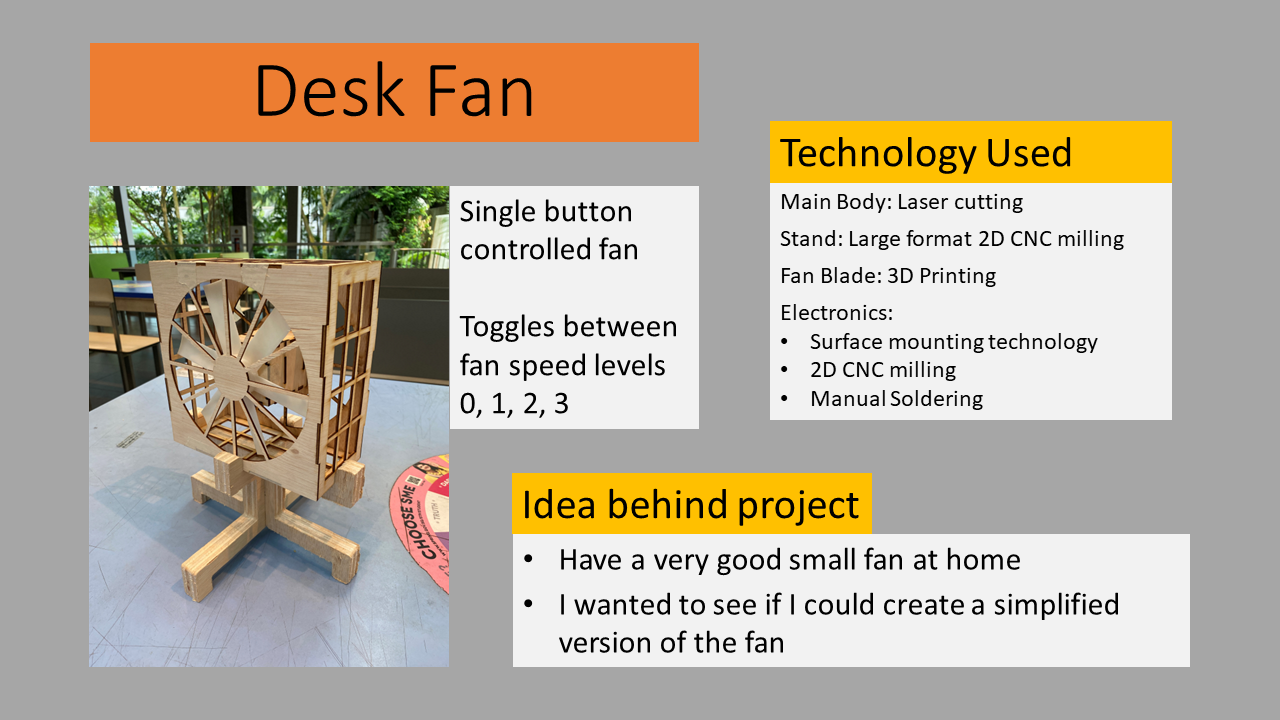 Desk Fan
Single button
controlled fan
Toggles between
fan speed levels
0, 1, 2, 3
Technology Used
Main Body: Laser cutting
Stand: Large format 2D CNC milling
Fan Blade: 3D Printing
Electronics:
• Surface mounting technology
• 2D CNC milling
• Manual Soldering
CHOOSE SME
TRUTH
Idea behind project
• Have a very good small fan at home
• I wanted to see if I could create a simplified
version of the fan